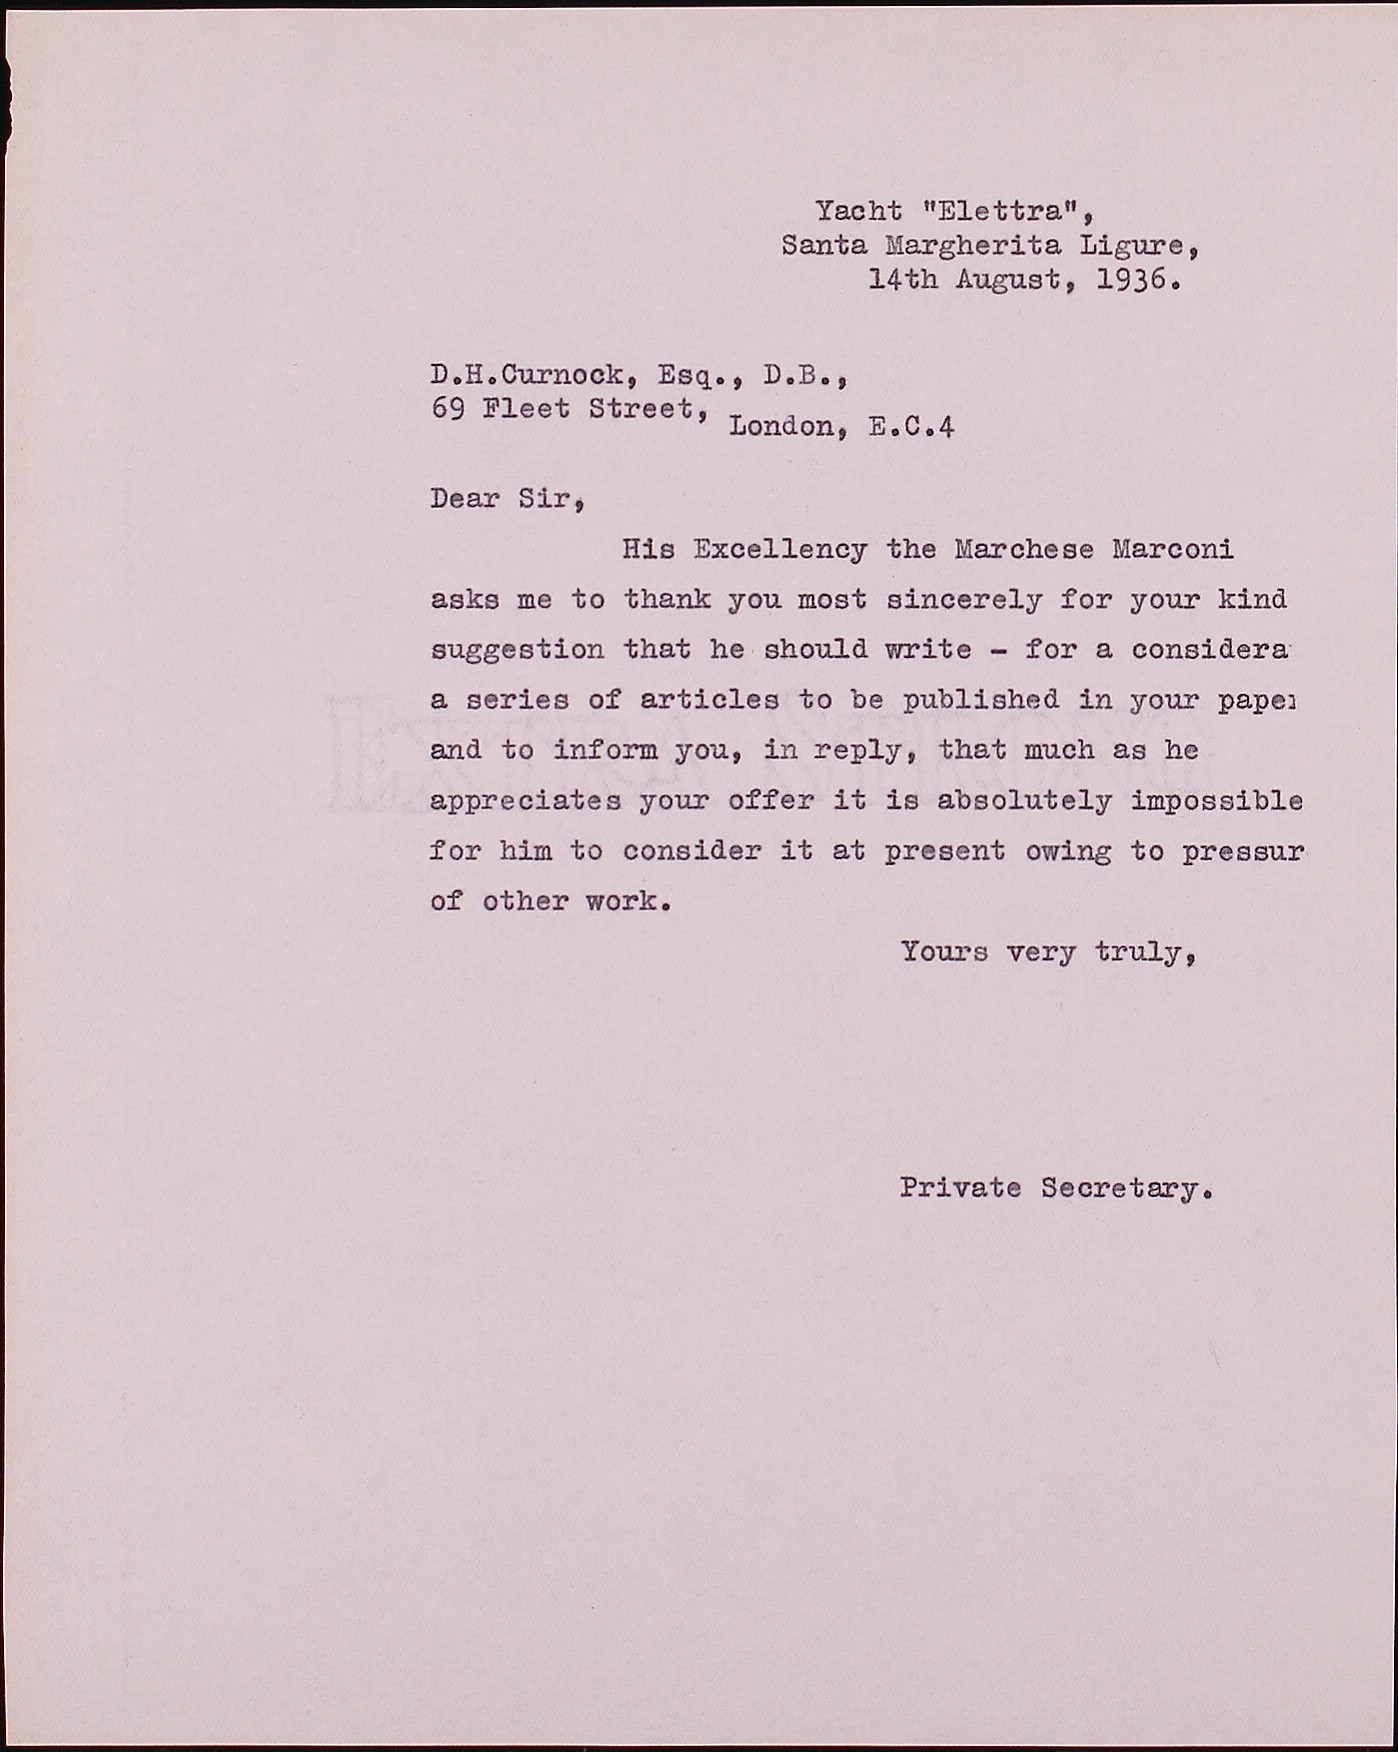 Yacht "Elettra",
Santa Margherita Ligure,
14th August, 1936.
D.H.Curnock, Esq., D.B.,
69 Fleet Street,
London, E.C.4
Dear Sir,
His Excellency the Marchese Marconi
asks me to thank you most sincerely for your kind
suggestion that he should write - for a considera
a series of articles to be published in your paper
and to inform you, in reply, that much as he
appreciates your offer it is absolutely impossible
for him to consider it at present owing to pressur
of other work.
Yours very truly,
Private Secretary.